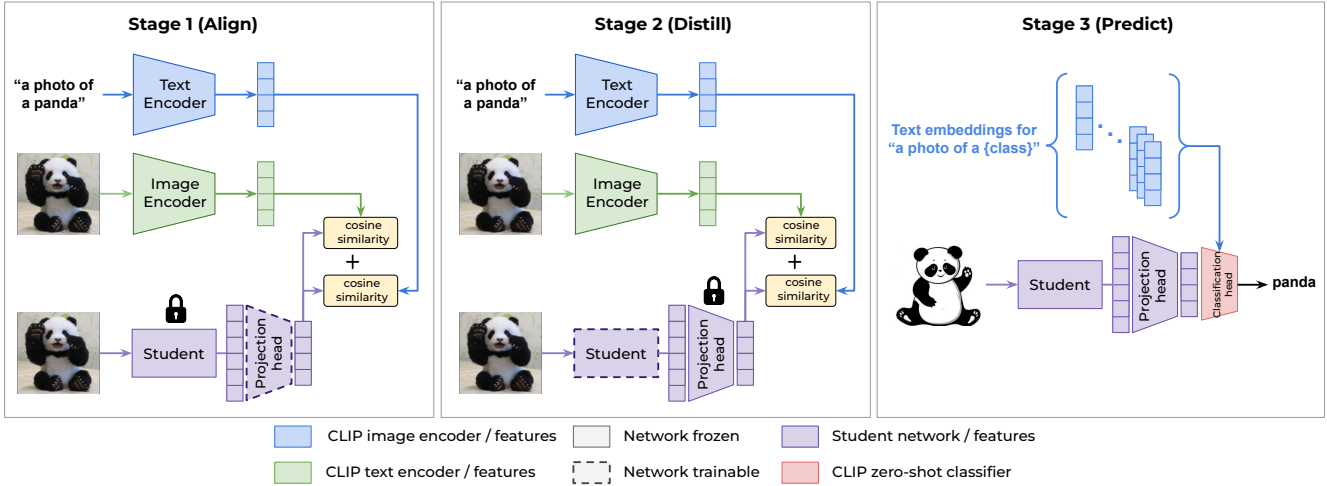 Stage 1 (Align)
“a photo of
a panda”
Text
Encoder
Image
Encoder
cosine
similarity
+
cosine
similarity
Student
Projection
head
Stage 2 (Distill)
“a photo of
a panda”
Text
Encoder
Image
Encoder
cosine
similarity
+
cosine
similarity
Student
Projection
head
Stage 3 (Predict)
Text embeddings for
“a photo of a {class}”
Student
Projection
head
Classification
head
panda
CLIP image encoder / features
Network frozen
Student network / features
CLIP text encoder / features
Network trainable
CLIP zero-shot classifier